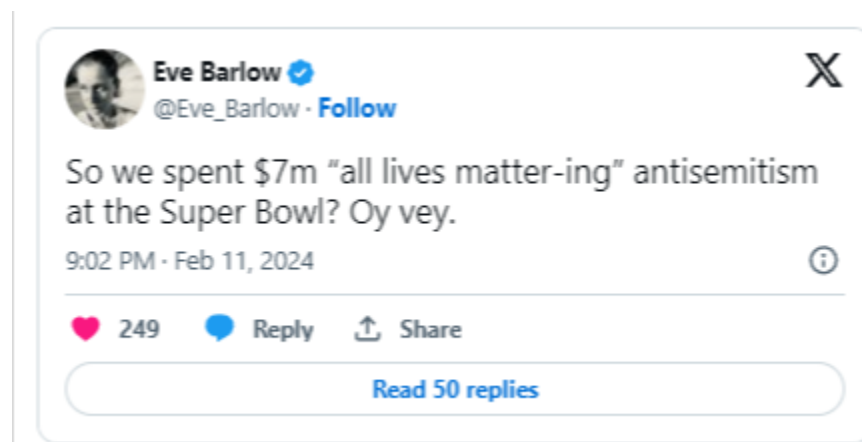 Eve Barlow
@Eve_Barlow · Follow
So we spent $7m “all lives matter-ing” antisemitism
at the Super Bowl? Oy vey.
9:02 PM · Feb 11, 2024
249 Reply Share
Read 50 replies